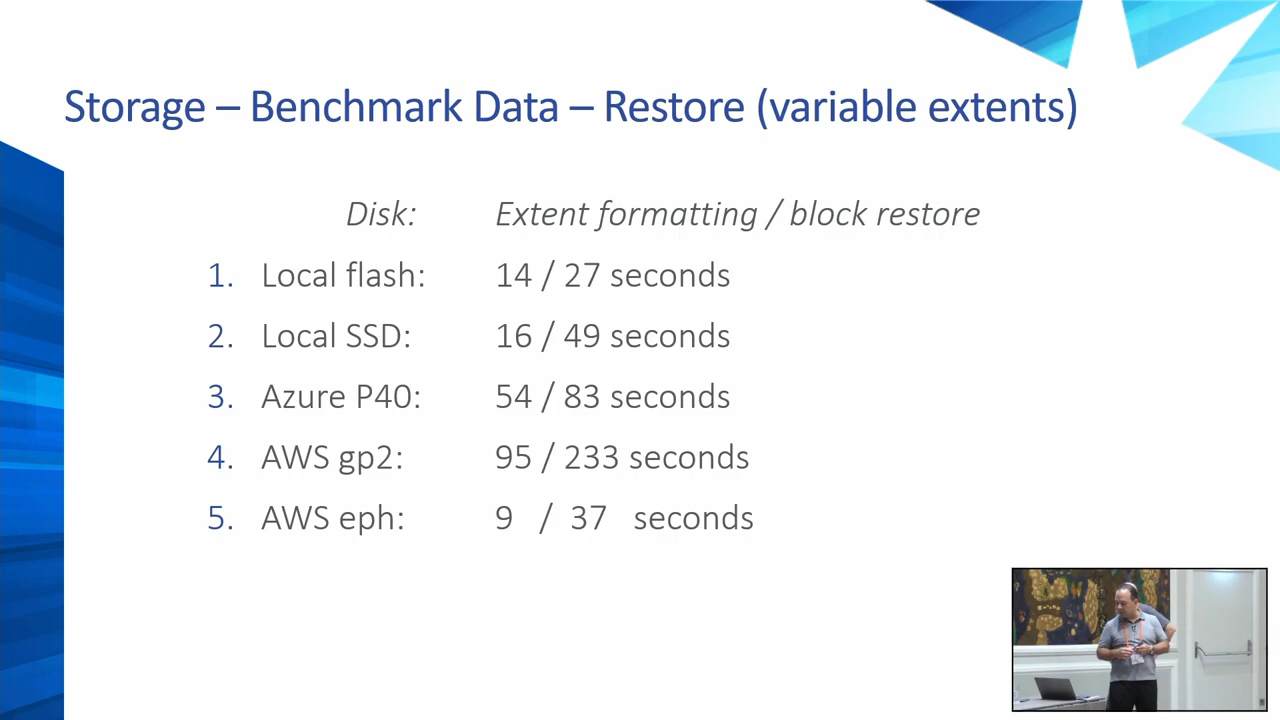 Storage – Benchmark Data – Restore (variable extents)
Disk: Extent formatting / block restore
1. Local flash: 14 / 27 seconds
2. Local SSD: 16 / 49 seconds
3. Azure P40: 54 / 83 seconds
4. AWS gp2: 95 / 233 seconds
5. AWS eph: 9 / 37 seconds